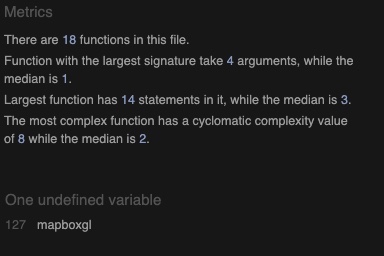 Metrics
There are 18 functions in this file.
Function with the largest signature take 4 arguments, while the
median is 1.
Largest function has 14 statements in it, while the median is 3.
The most complex function has a cyclomatic complexity value
of 8 while the median is 2.
One undefined variable
127 mapboxgl